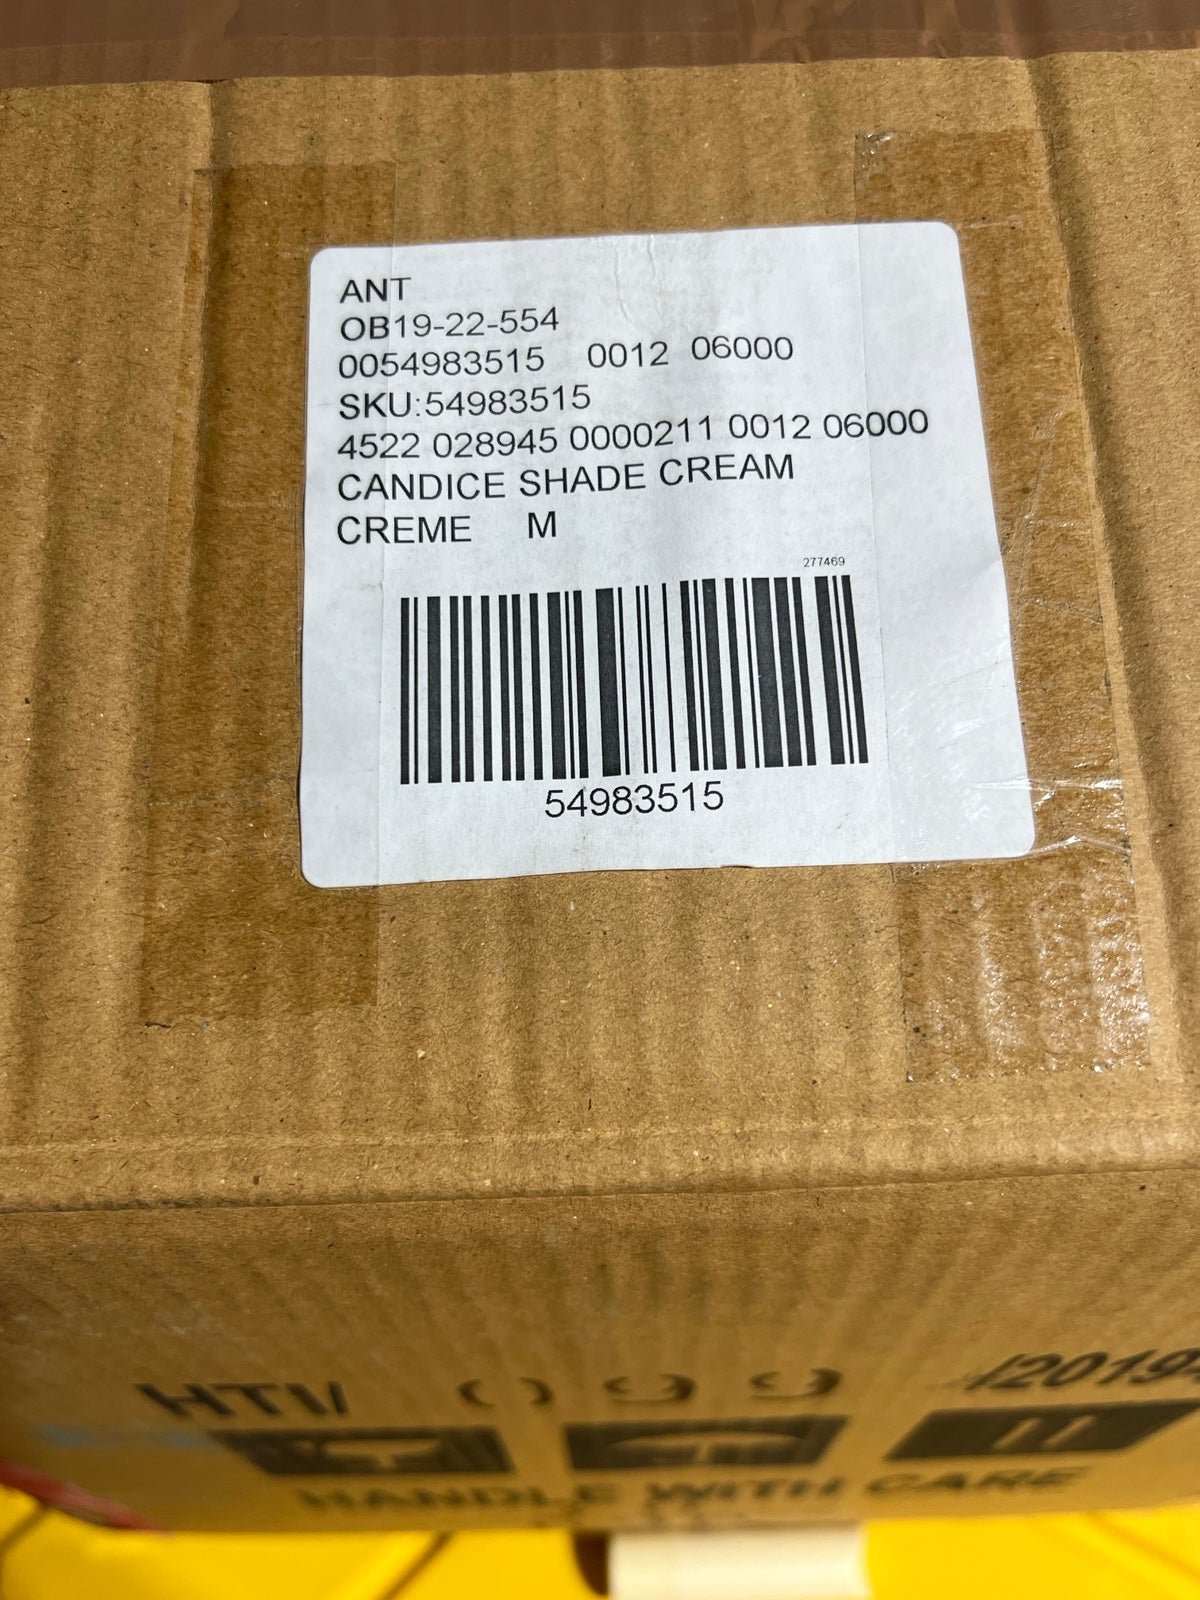 ANT
OB19-22-554
0054983515 0012 06000
SKU:54983515
4522 028945 0000211 0012 06000
CANDICE SHADE CREAM
CREME M
277469
54983515
HANDLE WITH CARE